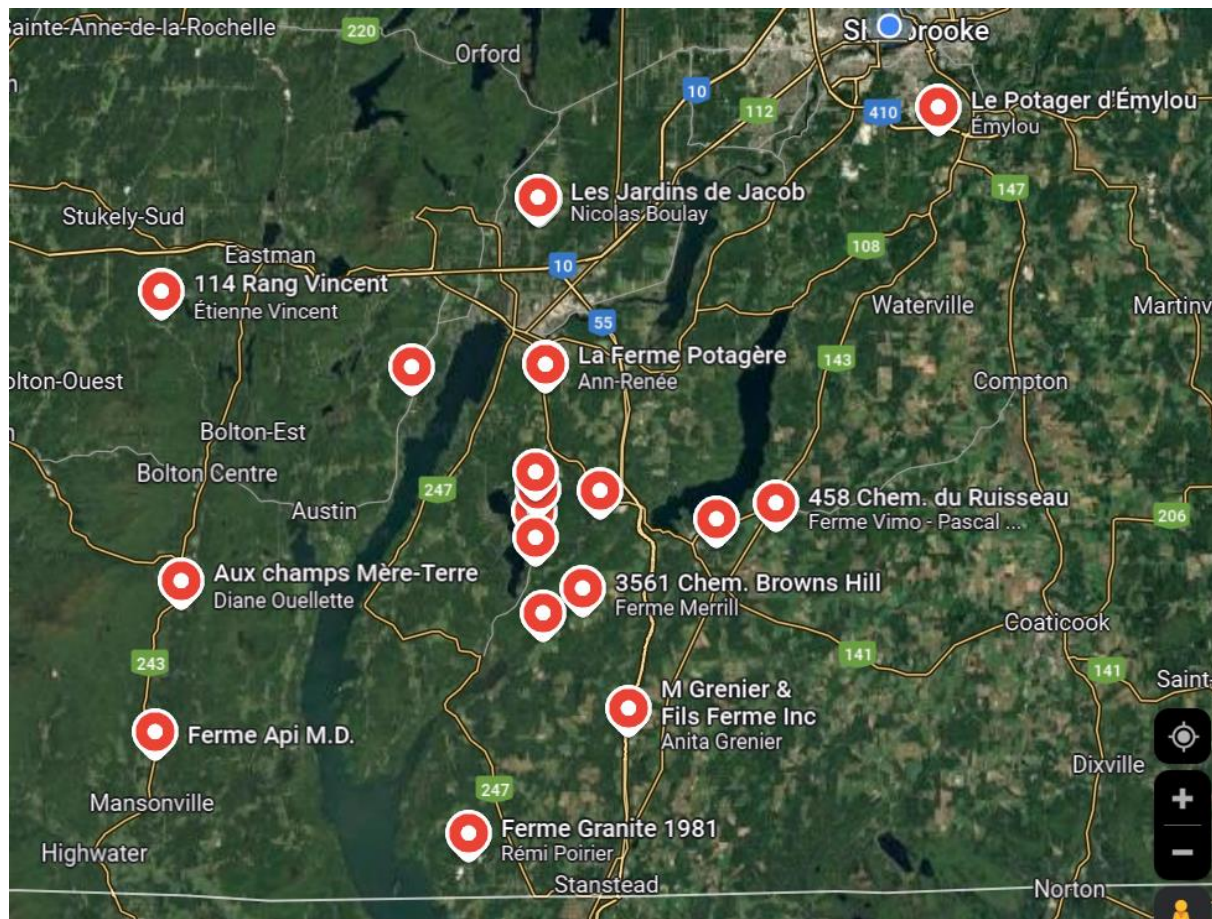 Sainte-Anne-de-la-Rochelle
220
Orford
Sherbrooke
10
112
410
Le Potager d'Émylou
Émylou
147
Les Jardins de Jacob
Nicolas Boulay
Stukely-Sud
Eastman
108
10
114 Rang Vincent
Étienne Vincent
Waterville
Martinv
55
La Ferme Potagère
Ann-Renée
143
olton-Ouest
Compton
Bolton-Est
Bolton Centre
247
Austin
458 Chem. du Ruisseau
Ferme Vimo - Pascal ...
206
Aux champs Mère-Terre
Diane Ouellette
3561 Chem. Browns Hill
Ferme Merrill
Coaticook
243
141
141
Saint-
M Grenier &
Fils Ferme Inc
Anita Grenier
Ferme Api M.D.
Dixville
Mansonville
247
Ferme Granite 1981
Rémi Poirier
Highwater
Stanstead
Norton